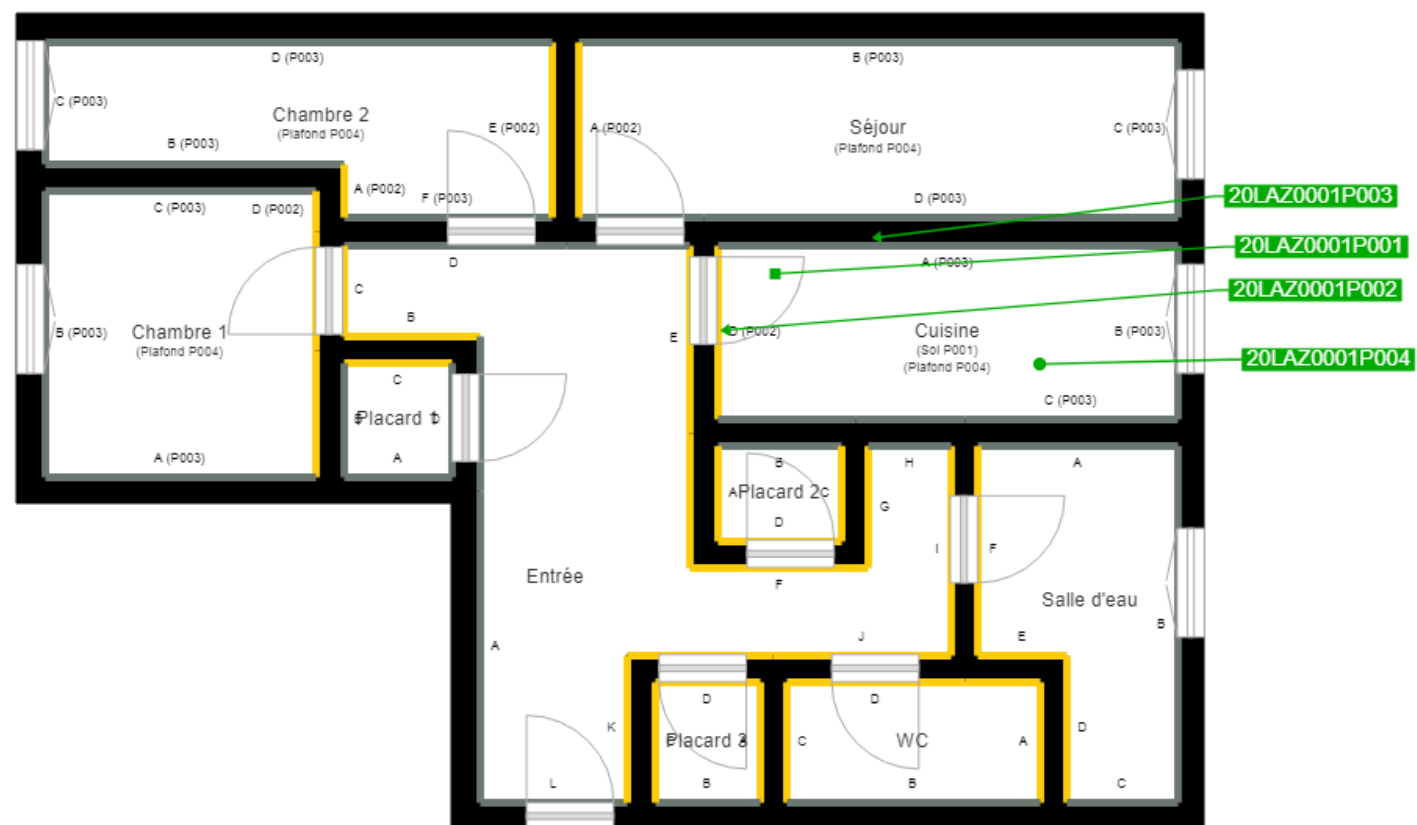 D (P003)
B (P003)
C (P003)
Chambre 2
(Plafond P004)
E (P002)
A (P002)
Séjour
(Plafond P004)
C (P003)
B (P003)
A (P002)
F (P003)
D (P003)
20LAZ0001P003
C (P003)
D (P002)
20LAZ0001P001
D
A (P003)
C
B
20LAZ0001P002
B (P003)
Chambre 1
(Plafond P004)
E
D (P002)
Cuisine
(Sol P001)
(Plafond P004)
B (P003)
20LAZ0001P004
C
Placard 1
D
A
C (P003)
A (P003)
B
H
A
A
Placard 2
C
G
D
I
F
Entrée
F
Salle d'eau
B
A
J
E
D
D
K
Placard 3
A
C
WC
A
D
L
B
B
C